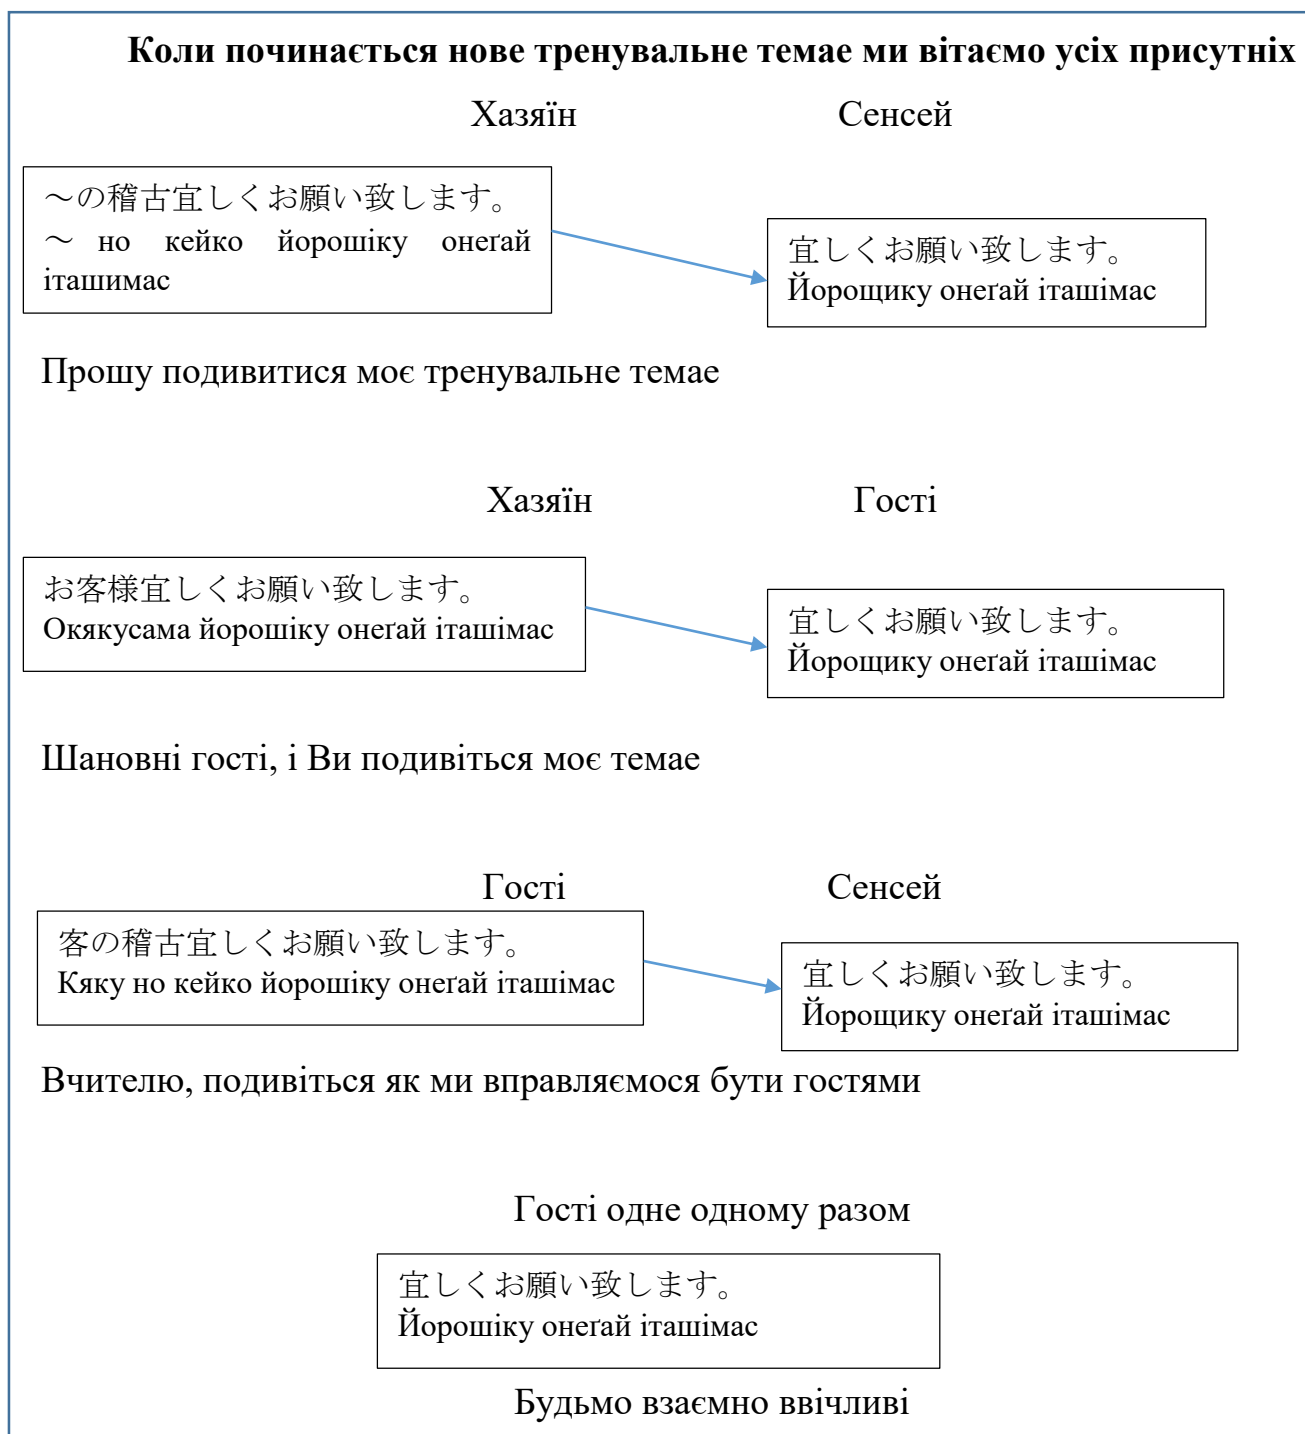 Коли починається нове тренувальне темае ми вітаємо усіх присутніх
Хазяїн Сенсей
～の稽古宜しくお願い致します。
～ но кейко йорошіку онеґай
іташимас
宜しくお願い致します。
Йорощику онеґай іташімас
Прошу подивитися моє тренувальне темае
Хазяїн Гості
お客様宜しくお願い致します。
Окякусама йорошіку онеґай іташімас
宜しくお願い致します。
Йорощику онеґай іташімас
Шановні гості, і Ви подивіться моє темае
Гості Сенсей
客の稽古宜しくお願い致します。
Кяку но кейко йорошіку онеґай іташімас
宜しくお願い致します。
Йорощику онеґай іташімас
Вчителю, подивіться як ми вправляємося бути гостями
Гості одне одному разом
宜しくお願い致します。
Йорошіку онеґай іташімас
Будьмо взаємно ввічливі